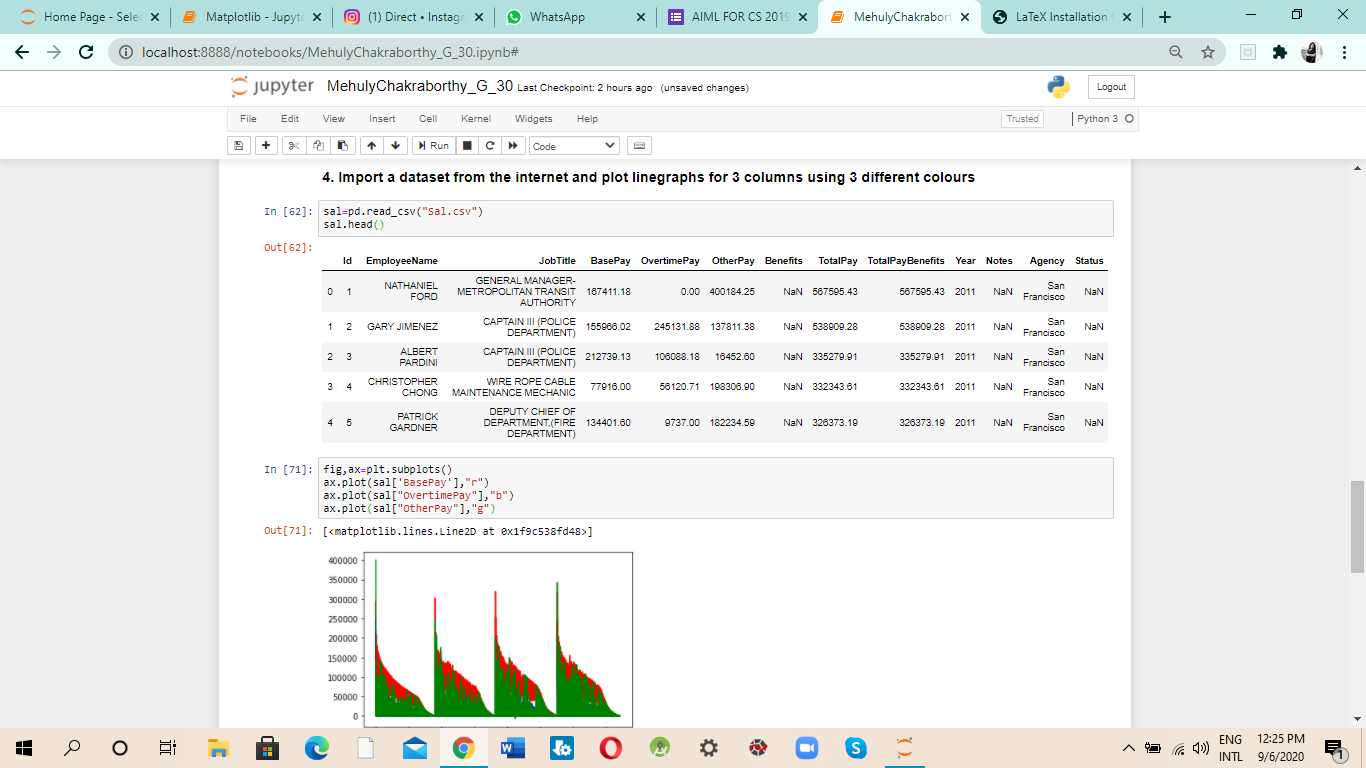 Home Page - Selec
Matplotlib - Jupyte
(1) Direct • Instagr
WhatsApp
AIML FOR CS 2019
MehulyChakrabort
LaTeX Installation
localhost:8888/notebooks/MehulyChakraborthy_G_30.ipynb#
jupyter MehulyChakraborthy_G_30 Last Checkpoint: 2 hours ago (unsaved changes)
Logout
File Edit View Insert Cell Kernel Widgets Help
Trusted
Python 3
Run
Code
4. Import a dataset from the internet and plot linegraphs for 3 columns using 3 different colours
In [62]: sal=pd.read_csv("Sal.csv")
sal.head()
Out[62]:
Id EmployeeName JobTitle BasePay OvertimePay OtherPay Benefits TotalPay TotalPayBenefits Year Notes Agency Status
0 1 NATHANIEL FORD GENERAL MANAGER-METROPOLITAN TRANSIT AUTHORITY 167411.18 0.00 400184.25 NaN 567595.43 567595.43 2011 NaN San Francisco NaN
1 2 GARY JIMENEZ CAPTAIN III (POLICE DEPARTMENT) 155966.02 245131.88 137811.38 NaN 538909.28 538909.28 2011 NaN San Francisco NaN
2 3 ALBERT PARDINI CAPTAIN III (POLICE DEPARTMENT) 212739.13 106088.18 16452.60 NaN 335279.91 335279.91 2011 NaN San Francisco NaN
3 4 CHRISTOPHER CHONG WIRE ROPE CABLE MAINTENANCE MECHANIC 77916.00 56120.71 198306.90 NaN 332343.61 332343.61 2011 NaN San Francisco NaN
4 5 PATRICK GARDNER DEPUTY CHIEF OF DEPARTMENT,(FIRE DEPARTMENT) 134401.60 9737.00 182234.59 NaN 326373.19 326373.19 2011 NaN San Francisco NaN
In [71]: fig,ax=plt.subplots()
ax.plot(sal['BasePay'],"r")
ax.plot(sal["OvertimePay"],"b")
ax.plot(sal["OtherPay"],"g")
Out[71]: [<matplotlib.lines.Line2D at 0x1f9c538fd48>]
400000
350000
300000
250000
200000
150000
100000
50000
0
ENG
INTL
12:25 PM
9/6/2020
1